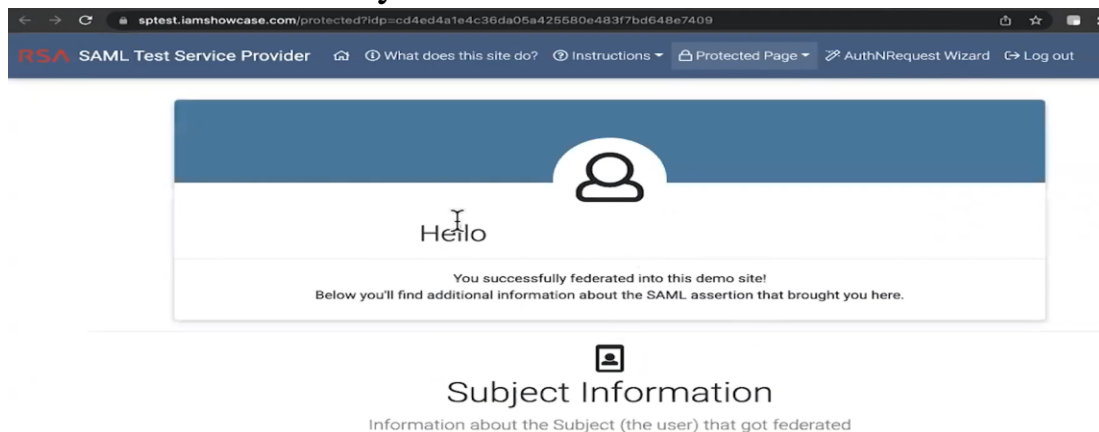 sptest.iamshowcase.com/protected?idp=cd4ed4a1e4c36da05a425580e483f7bd648e7409
RSA SAML Test Service Provider What does this site do? Instructions Protected Page AuthNRequest Wizard Log out
Hello
You successfully federated into this demo site!
Below you'll find additional information about the SAML assertion that brought you here.
Subject Information
Information about the Subject (the user) that got federated